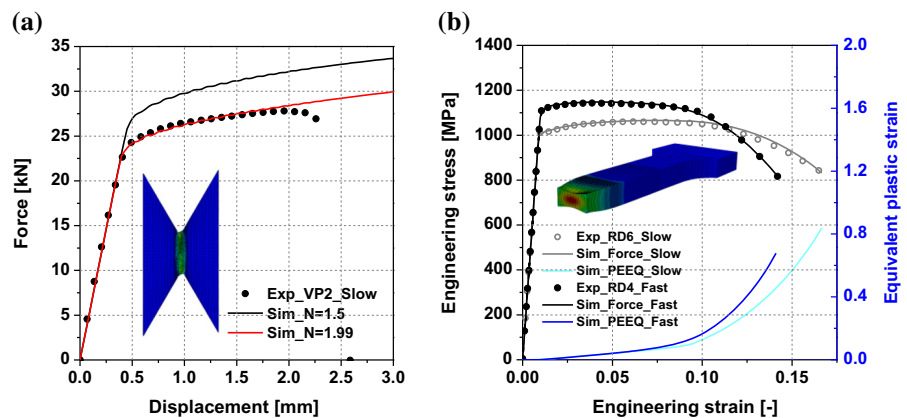 (a)
35
30
25
20
15
10
5
0
Force [kN]
0.0 0.5 1.0 1.5 2.0 2.5 3.0
Displacement [mm]
Exp_VP2_Slow
Sim_N=1.5
Sim_N=1.99
(b)
1400
1200
1000
800
600
400
200
0
Engineering stress [MPa]
0.00 0.05 0.10 0.15
Engineering strain [-]
Exp_RD6_Slow
Sim_Force_Slow
Sim_PEEQ_Slow
Exp_RD4_Fast
Sim_Force_Fast
Sim_PEEQ_Fast
2.0
1.6
1.2
0.8
0.4
0.0
Equivalent plastic strain